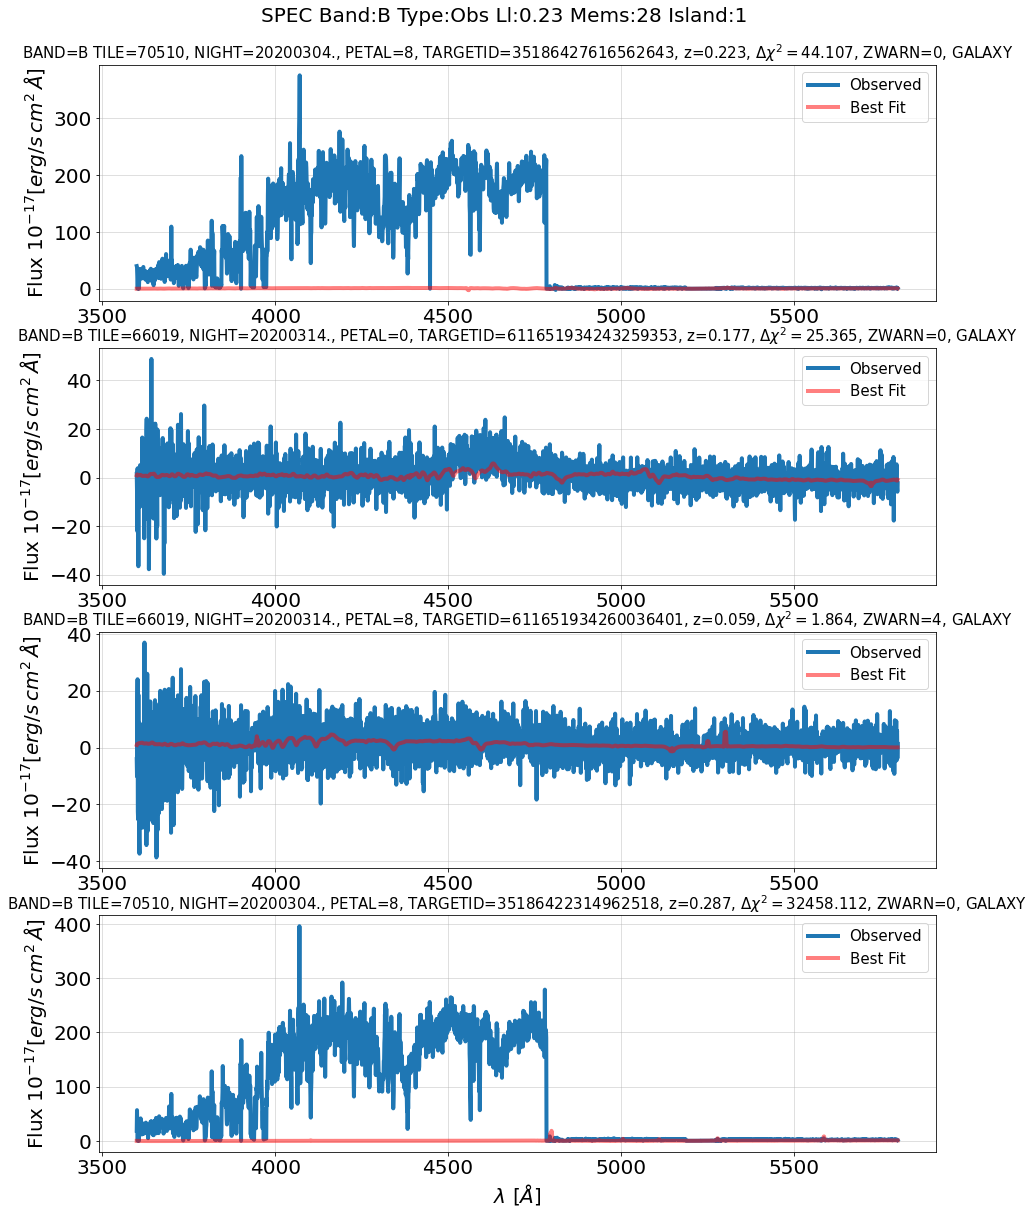 SPEC Band:B Type:Obs Ll:0.23 Mems:28 Island:1
BAND=B TILE=70510, NIGHT=20200304., PETAL=8, TARGETID=35186427616562643, z=0.223, Δχ² = 44.107, ZWARN=0, GALAXY
Flux 10⁻¹⁷[erg/s cm² Å]
300
200
100
0
Observed
Best Fit
3500 4000 4500 5000 5500
BAND=B TILE=66019, NIGHT=20200314., PETAL=0, TARGETID=611651934243259353, z=0.177, Δχ² = 25.365, ZWARN=0, GALAXY
Flux 10⁻¹⁷[erg/s cm² Å]
40
20
0
−20
−40
Observed
Best Fit
3500 4000 4500 5000 5500
BAND=B TILE=66019, NIGHT=20200314., PETAL=8, TARGETID=611651934260036401, z=0.059, Δχ² = 1.864, ZWARN=4, GALAXY
Flux 10⁻¹⁷[erg/s cm² Å]
40
20
0
−20
−40
Observed
Best Fit
3500 4000 4500 5000 5500
BAND=B TILE=70510, NIGHT=20200304., PETAL=8, TARGETID=35186422314962518, z=0.287, Δχ² = 32458.112, ZWARN=0, GALAXY
Flux 10⁻¹⁷[erg/s cm² Å]
400
300
200
100
0
Observed
Best Fit
3500 4000 4500 5000 5500
λ [Å]